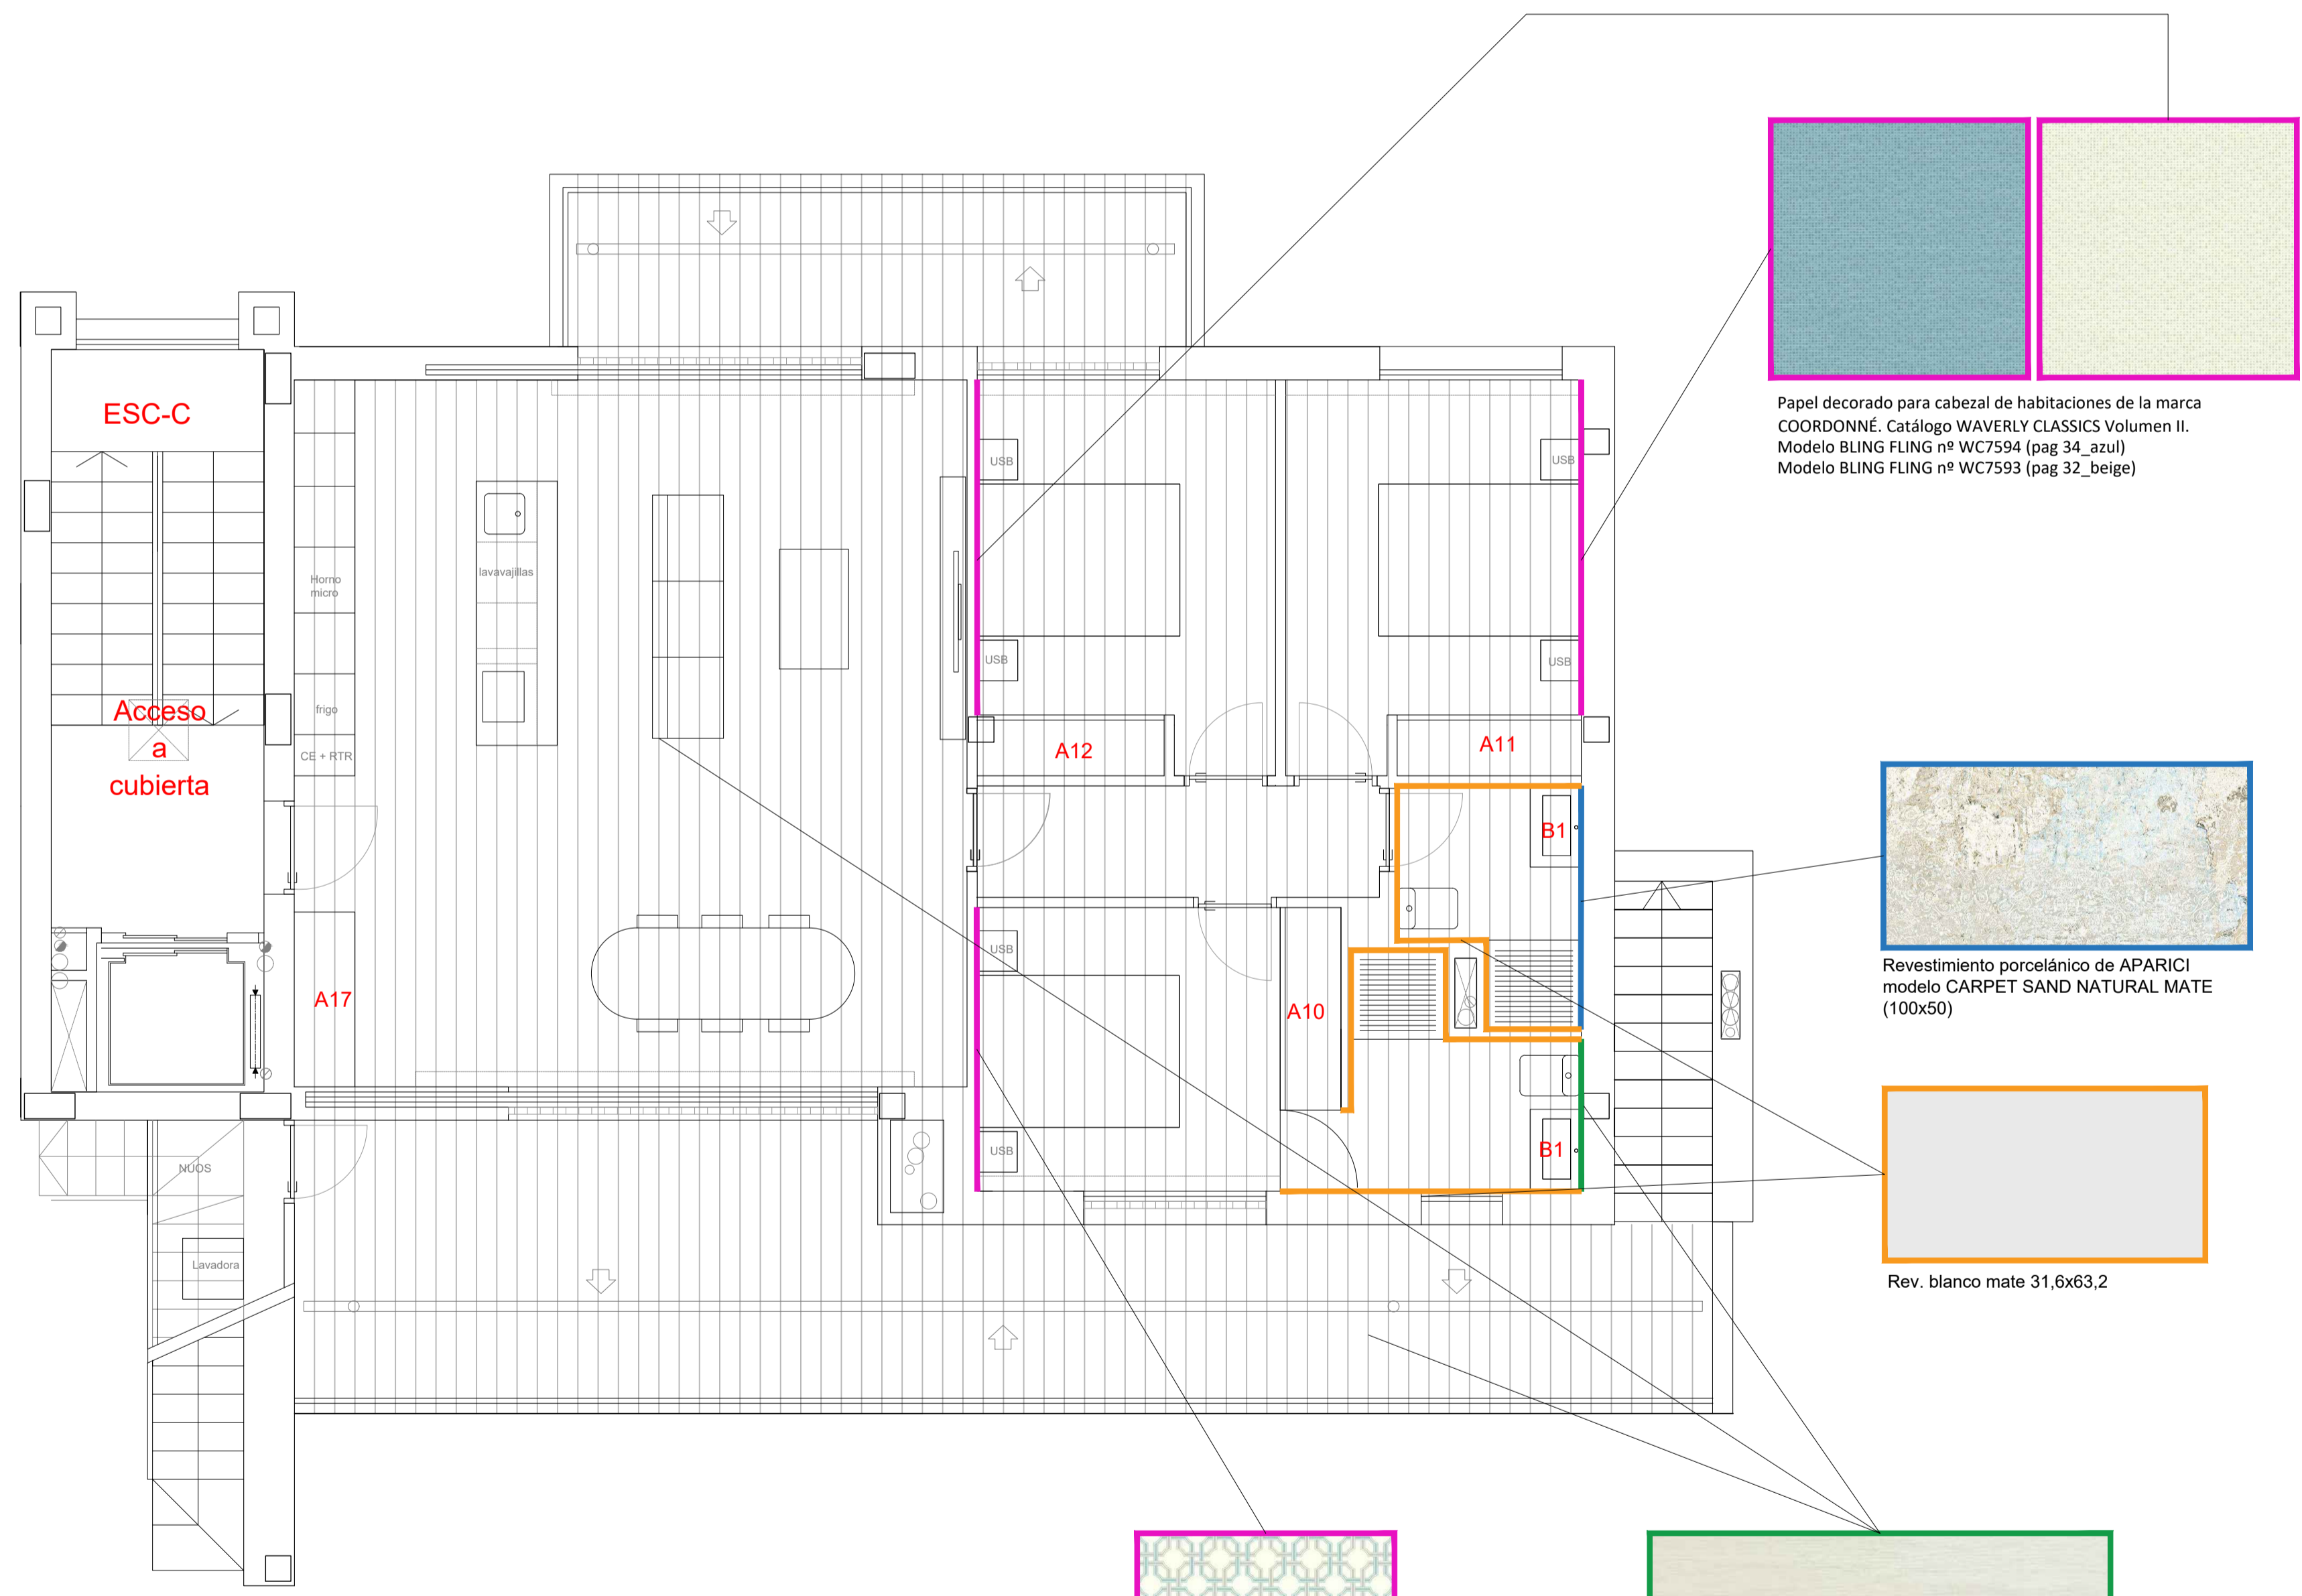 ESC-C
Acceso
a
cubierta
Horno
micro
frigo
CE + RTR
lavavajillas
USB
USB
USB
USB
A12
A11
B1
A17
USB
A10
USB
B1
NUOS
Lavadora
Papel decorado para cabezal de habitaciones de la marca
COORDONNÉ. Catálogo WAVERLY CLASSICS Volumen II.
Modelo BLING FLING nº WC7594 (pag 34_azul)
Modelo BLING FLING nº WC7593 (pag 32_beige)
Revestimiento porcelánico de APARICI
modelo CARPET SAND NATURAL MATE
(100x50)
Rev. blanco mate 31,6x63,2